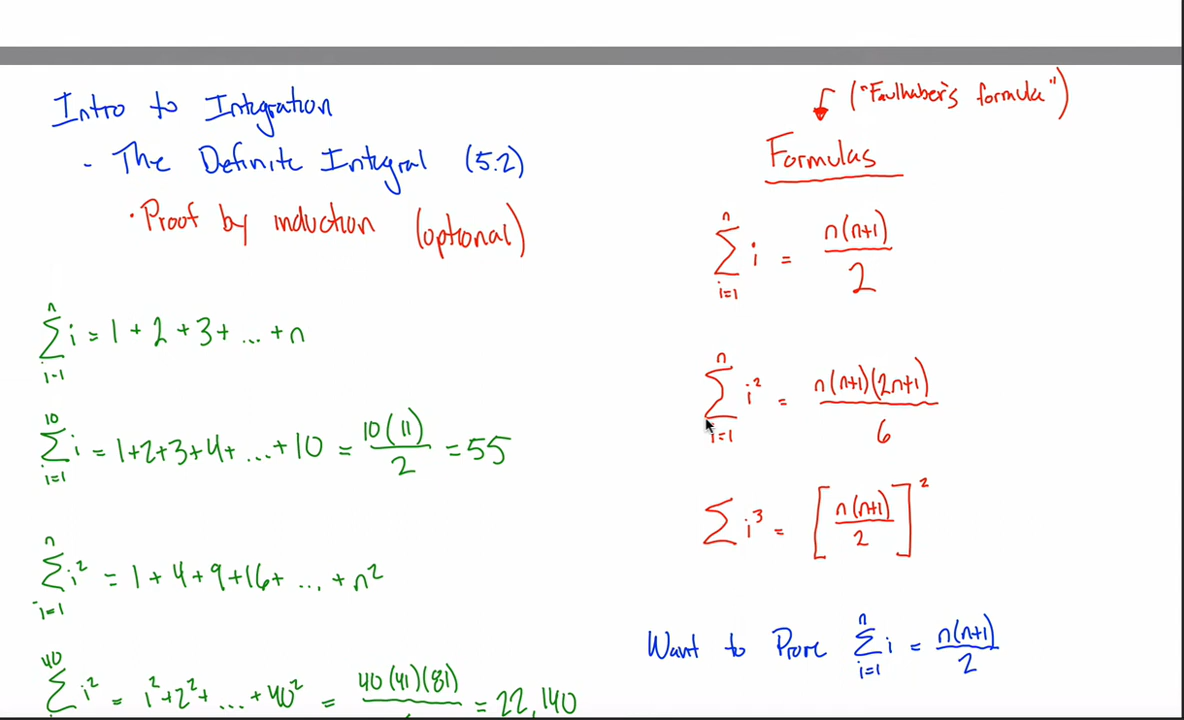 Intro to Integration
- The Definite Integral (5.2)
· Proof by induction (optional)
n
∑ i = 1 + 2 + 3 + ... + n
i=1
10
∑ i = 1+2+3+4+ ...+10 = 10(11)/2 = 55
i=1
n
∑ i² = 1 + 4 + 9 + 16 + ... + n²
i=1
40
∑ i² = 1² + 2² + ... + 40² = 40(41)(81) = 22,140
("Faulhaber's formula")
Formulas
n
∑ i = n(n+1)/2
i=1
n
∑ i² = n(n+1)(2n+1)/6
i=1
∑ i³ = [n(n+1)/2]²
n
Want to Prove ∑ i = n(n+1)/2
i=1